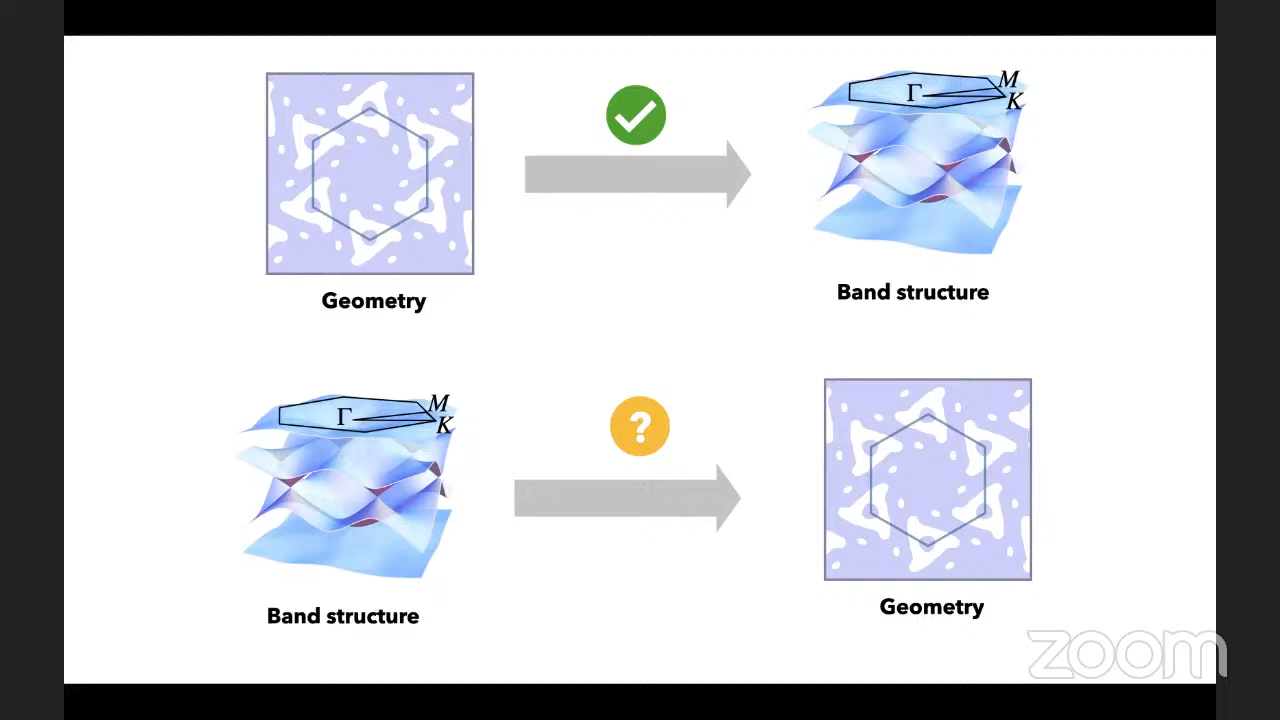 M
Γ
K
Geometry
Band structure
M
Γ
K
?
Band structure
Geometry
zoom